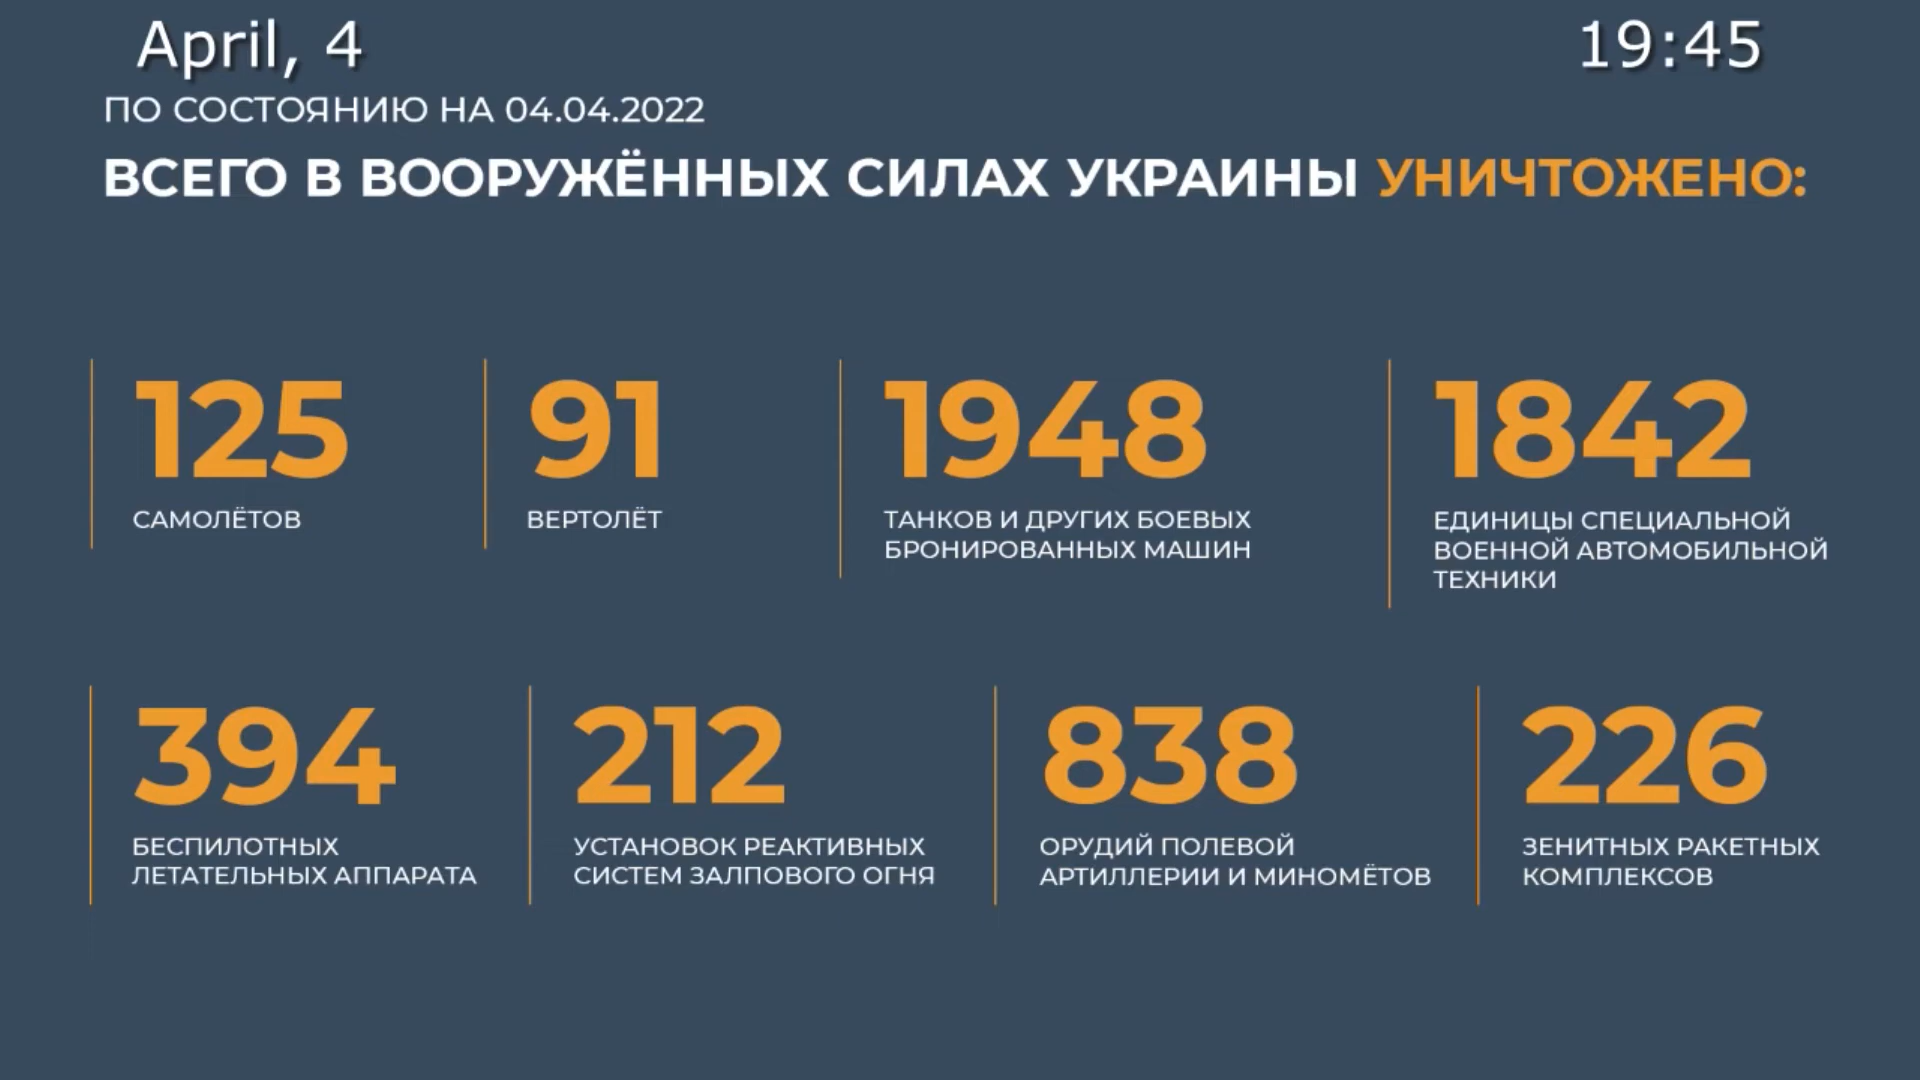 April, 4
19:45
ПО СОСТОЯНИЮ НА 04.04.2022
ВСЕГО В ВООРУЖЁННЫХ СИЛАХ УКРАИНЫ УНИЧТОЖЕНО:
125
САМОЛЁТОВ
91
ВЕРТОЛЁТ
1948
ТАНКОВ И ДРУГИХ БОЕВЫХ
БРОНИРОВАННЫХ МАШИН
1842
ЕДИНИЦЫ СПЕЦИАЛЬНОЙ
ВОЕННОЙ АВТОМОБИЛЬНОЙ
ТЕХНИКИ
394
БЕСПИЛОТНЫХ
ЛЕТАТЕЛЬНЫХ АППАРАТА
212
УСТАНОВОК РЕАКТИВНЫХ
СИСТЕМ ЗАЛПОВОГО ОГНЯ
838
ОРУДИЙ ПОЛЕВОЙ
АРТИЛЛЕРИИ И МИНОМЁТОВ
226
ЗЕНИТНЫХ РАКЕТНЫХ
КОМПЛЕКСОВ